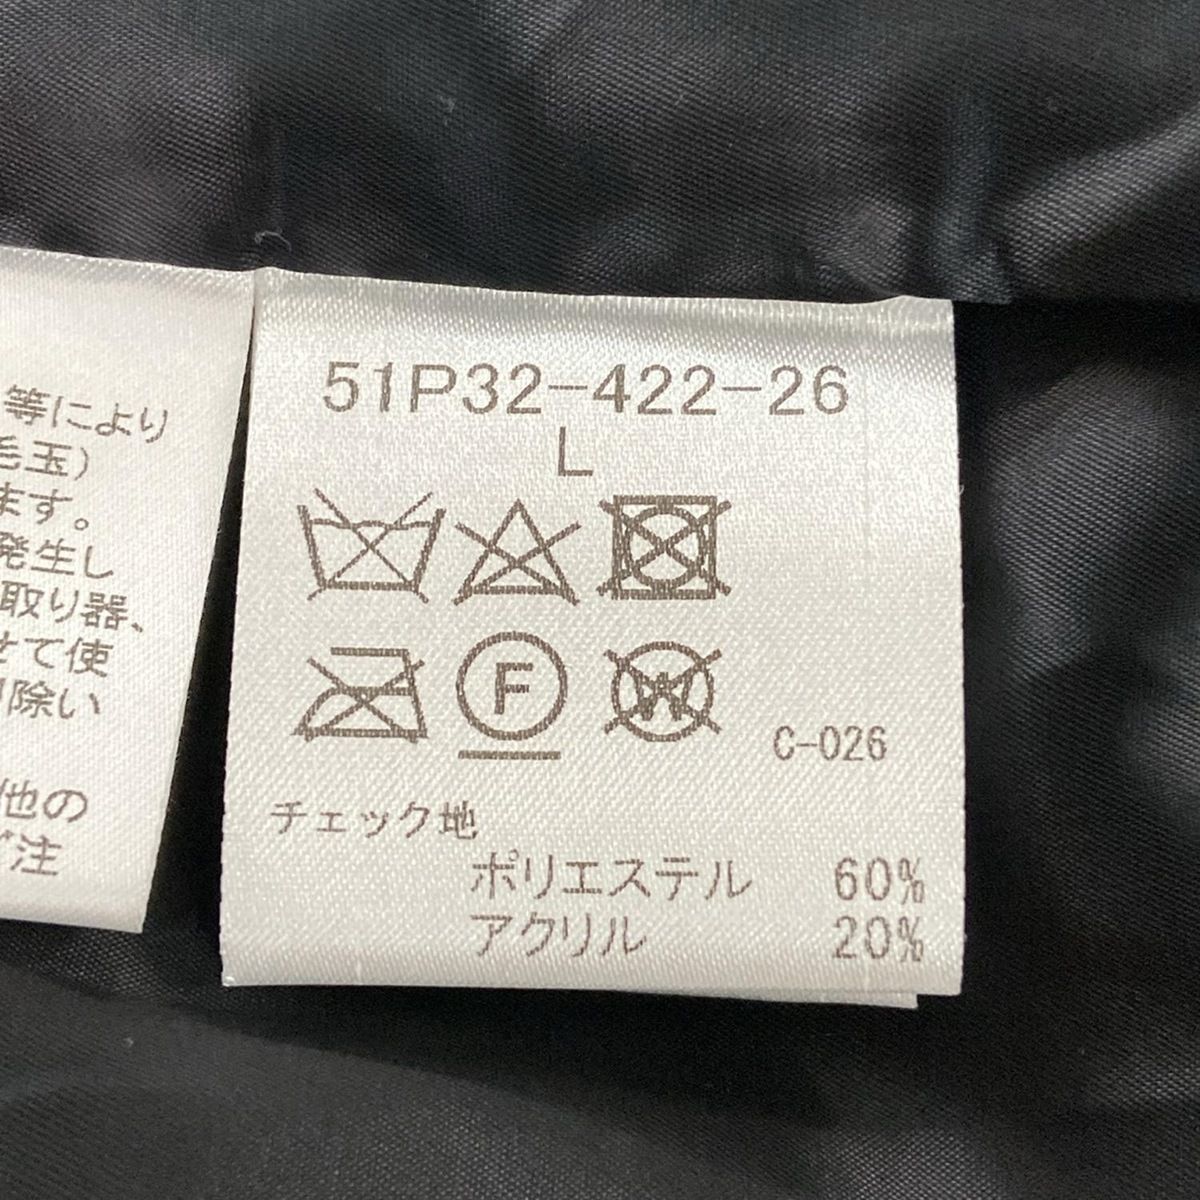 等により
毛玉)
ます。
発生し
取り器、
せて使
除い
他の
ご注
51P32-422-26
L
F
W
C-026
チェック地
ポリエステル 60%
アクリル 20%